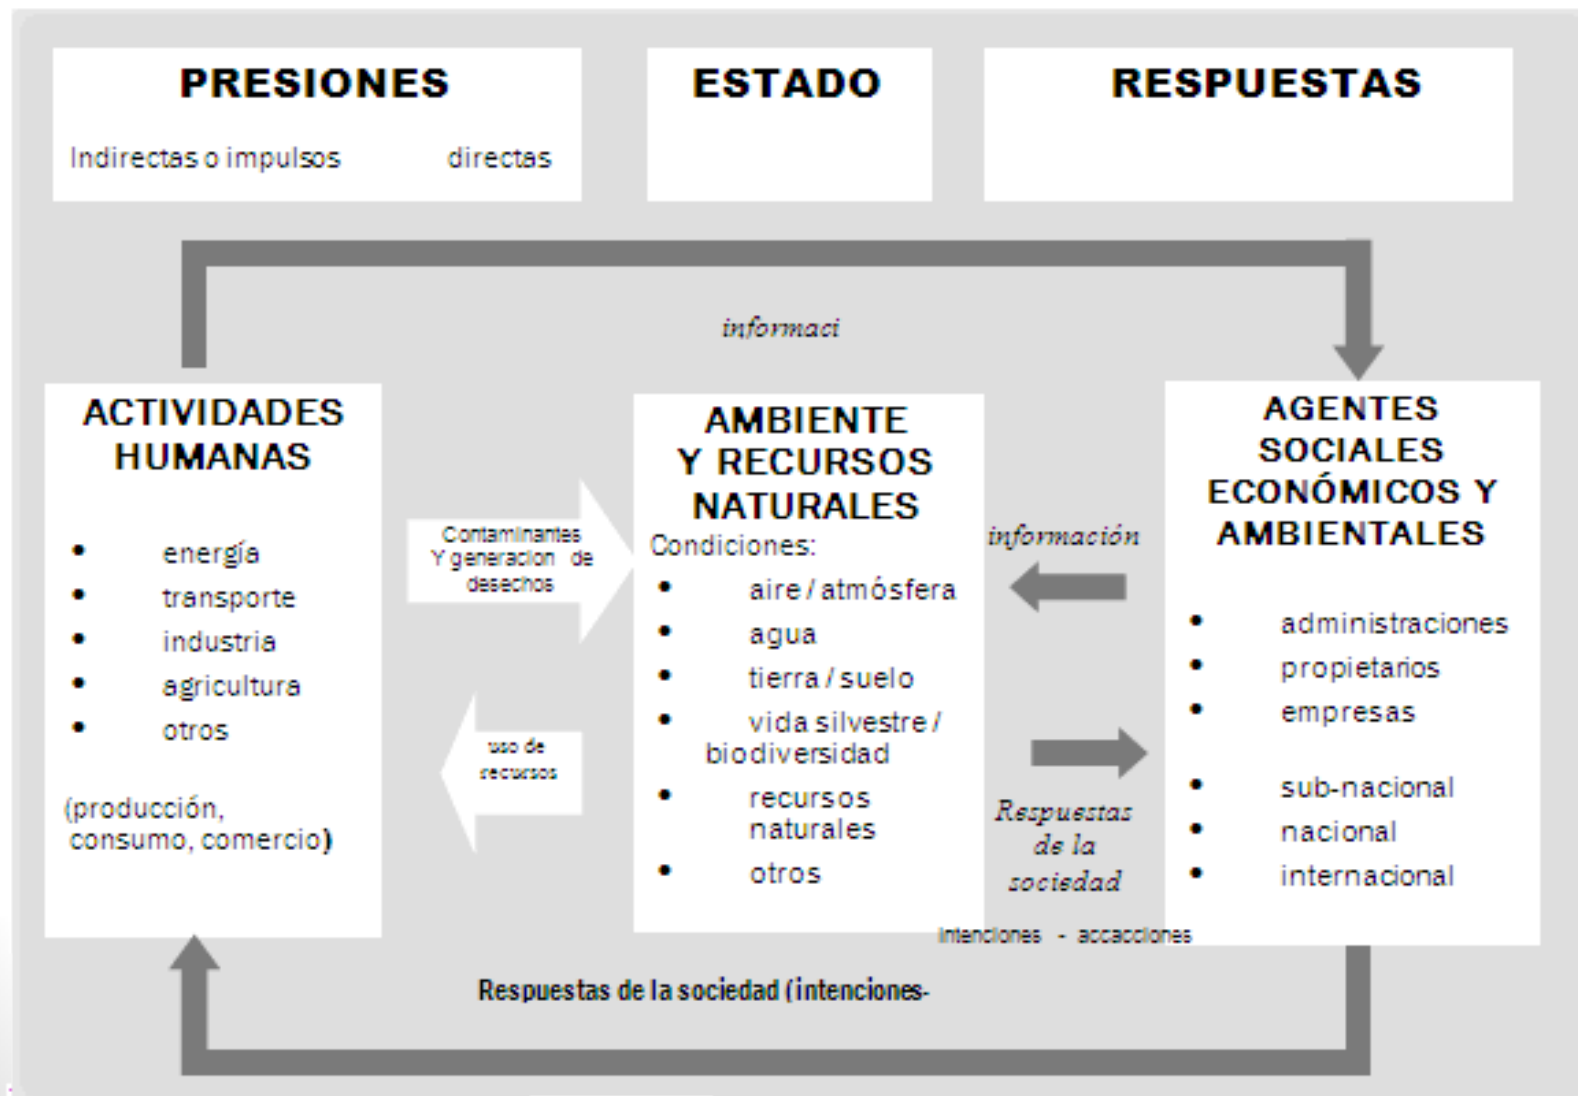 PRESIONES
Indirectas o impulsos directas
ESTADO
RESPUESTAS
informaci
ACTIVIDADES
HUMANAS
• energía
• transporte
• industria
• agricultura
• otros
(producción,
consumo, comercio)
Contaminantes
Y generacion de
desechos
uso de
recursos
AMBIENTE
Y RECURSOS
NATURALES
Condiciones:
• aire / atmósfera
• agua
• tierra / suelo
• vida silvestre /
biodiversidad
• recursos
naturales
• otros
información
Respuestas
de la
sociedad
Intenciones - accacciones
AGENTES
SOCIALES
ECONÓMICOS Y
AMBIENTALES
• administraciones
• propietarios
• empresas
• sub-nacional
• nacional
• internacional
Respuestas de la sociedad (intenciones-